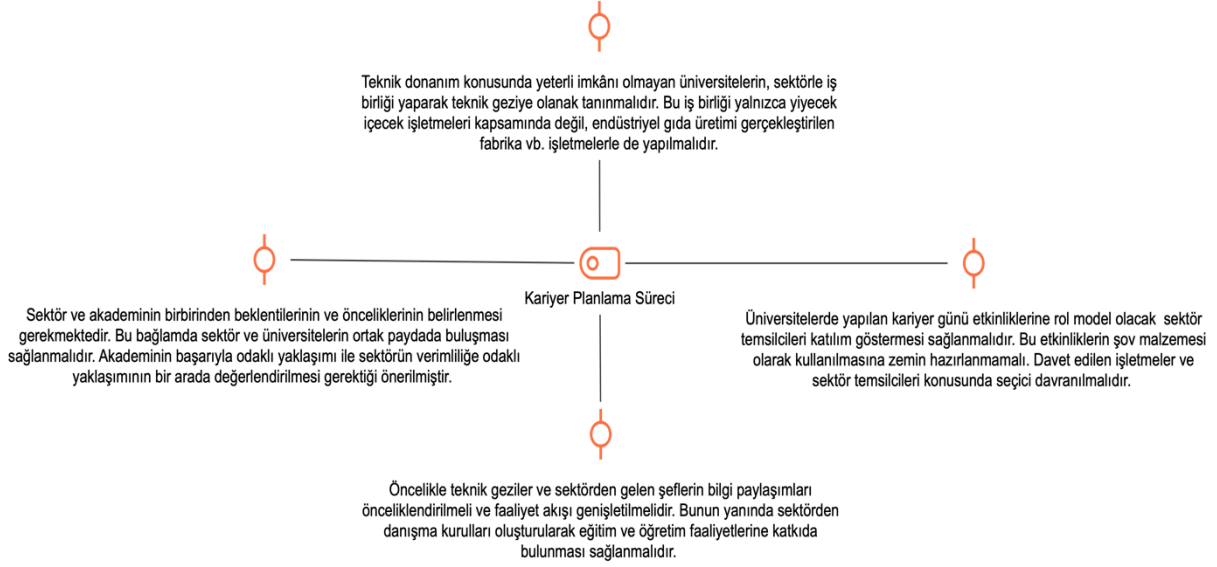 Teknik donanım konusunda yeterli imkânı olmayan üniversitelerin, sektörle iş
birliği yaparak teknik geziye olanak tanınmalıdır. Bu iş birliği yalnızca yiyecek
içecek işletmeleri kapsamında değil, endüstriyel gıda üretimi gerçekleştirilen
fabrika vb. işletmelerle de yapılmalıdır.
Kariyer Planlama Süreci
Sektör ve akademinin birbirinden beklentilerinin ve önceliklerinin belirlenmesi
gerekmektedir. Bu bağlamda sektör ve üniversitelerin ortak paydada buluşması
sağlanmalıdır. Akademinin başarıyla odaklı yaklaşımı ile sektörün verimliliğe odaklı
yaklaşımının bir arada değerlendirilmesi gerektiği önerilmiştir.
Üniversitelerde yapılan kariyer günü etkinliklerine rol model olacak sektör
temsilcileri katılım göstermesi sağlanmalıdır. Bu etkinliklerin şov malzemesi
olarak kullanılmasına zemin hazırlanmamalı. Davet edilen işletmeler ve
sektör temsilcileri konusunda seçici davranılmalıdır.
Öncelikle teknik geziler ve sektörden gelen şeflerin bilgi paylaşımları
önceliklendirilmeli ve faaliyet akışı genişletilmelidir. Bunun yanında sektörden
danışma kurulları oluşturularak eğitim ve öğretim faaliyetlerine katkıda
bulunması sağlanmalıdır.